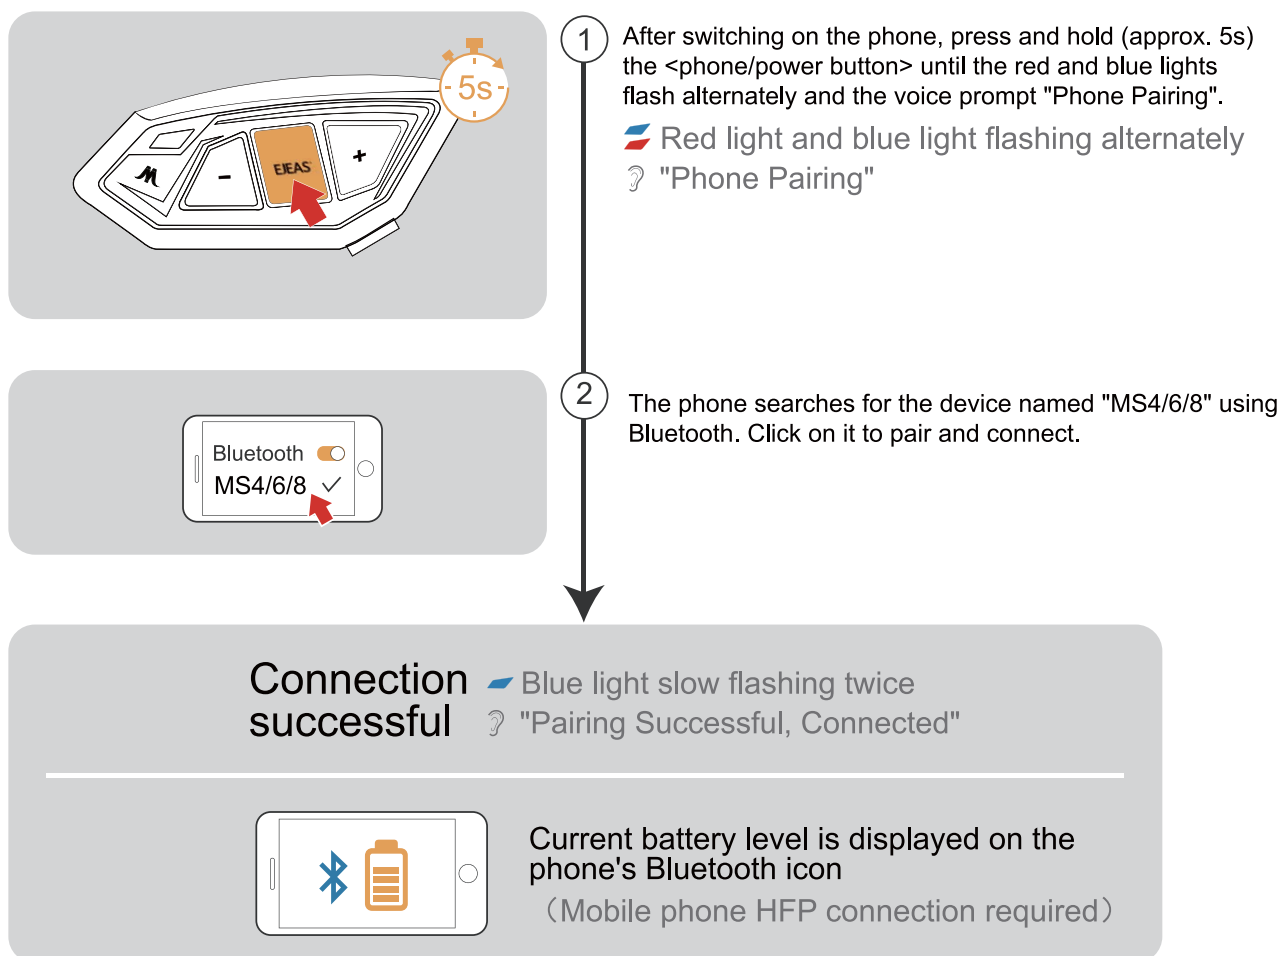 5s
M
-
EJEAS
+
1
After switching on the phone, press and hold (approx. 5s)
the <phone/power button> until the red and blue lights
flash alternately and the voice prompt "Phone Pairing".
Red light and blue light flashing alternately
"Phone Pairing"
Bluetooth
MS4/6/8
2
The phone searches for the device named "MS4/6/8" using
Bluetooth. Click on it to pair and connect.
Connection
successful
Blue light slow flashing twice
"Pairing Successful, Connected"
Current battery level is displayed on the
phone's Bluetooth icon
（Mobile phone HFP connection required）